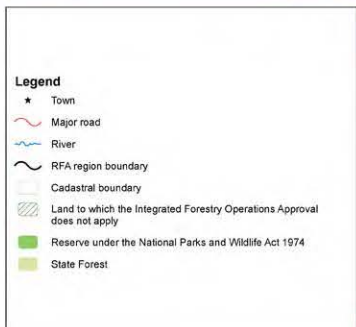 Legend
Town
Major road
River
RFA region boundary
Cadastral boundary
Land to which the Integrated Forestry Operations Approval
does not apply
Reserve under the National Parks and Wildlife Act 1974
State Forest